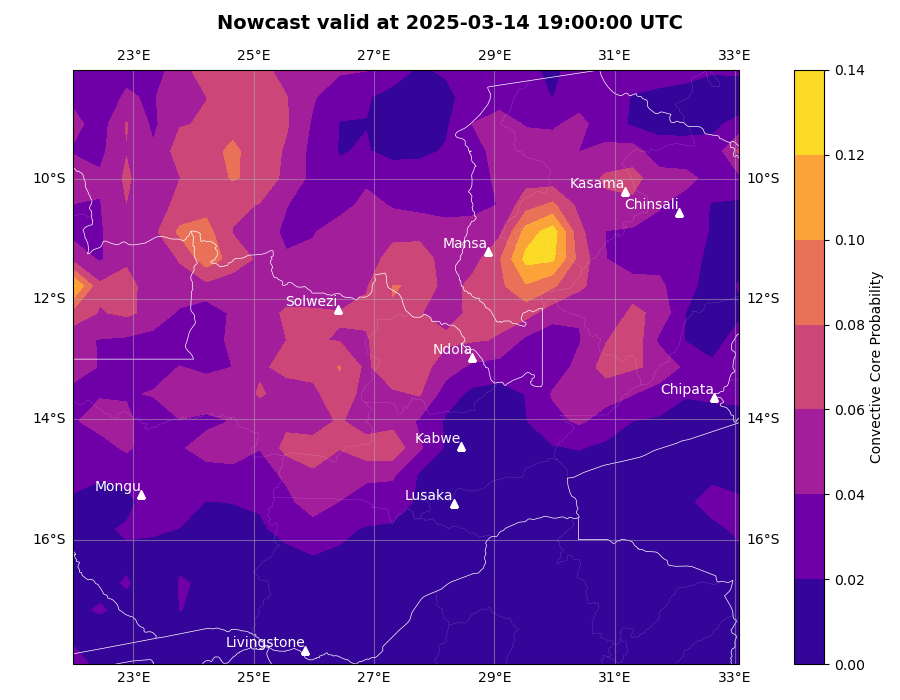 Nowcast valid at 2025-03-14 19:00:00 UTC
23°E 25°E 27°E 29°E 31°E 33°E
0.14
0.12
10°S 10°S
Kasama
Chinsali
0.10
Mansa
12°S 12°S
Solwezi
0.08
Ndola
Convective Core Probability
Chipata
0.06
14°S 14°S
Kabwe
0.04
Mongu
Lusaka
16°S 16°S
0.02
Livingstone
0.00
23°E 25°E 27°E 29°E 31°E 33°E